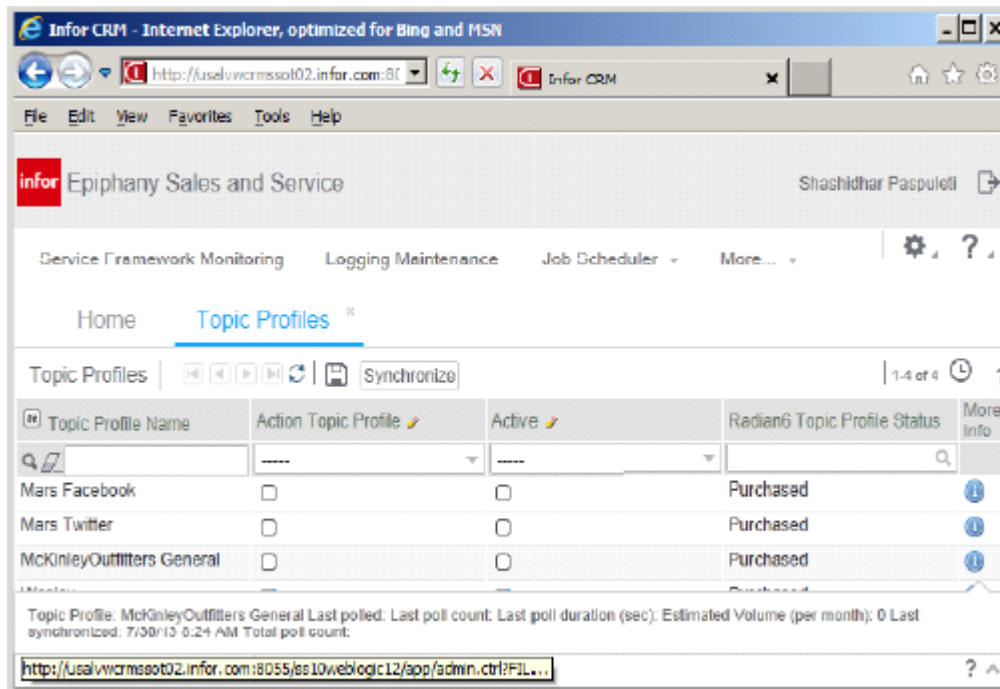 Infor CRM - Internet Explorer, optimized for Bing and MSN
http://usalvwcrmssot02.infor.com:80 Infor CRM
File Edit View Favorites Tools Help
infor Epiphany Sales and Service Shashidhar Paspuleti
Service Framework Monitoring Logging Maintenance Job Scheduler More... ?
Home Topic Profiles x
Topic Profiles Synchronize 1-4 of 4
Topic Profile Name Action Topic Profile Active Radian6 Topic Profile Status More Info
----- -----
Mars Facebook Purchased
Mars Twitter Purchased
McKinleyOutfitters General Purchased
Topic Profile: McKinleyOutfitters General Last polled: Last poll count: Last poll duration (sec): Estimated Volume (per month): 0 Last
synchronized: 7/30/13 8:24 AM Total poll count:
http://usalvwcrmssot02.infor.com:8055/ss10weblogic12/app/admin.ctrl?FIL... ?